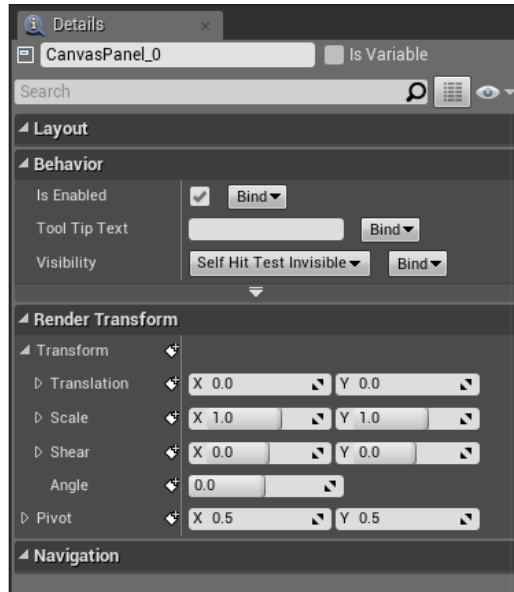 Details
CanvasPanel_0 Is Variable
Search
Layout
Behavior
Is Enabled Bind
Tool Tip Text Bind
Visibility Self Hit Test Invisible Bind
Render Transform
Transform
Translation X 0.0 Y 0.0
Scale X 1.0 Y 1.0
Shear X 0.0 Y 0.0
Angle 0.0
Pivot X 0.5 Y 0.5
Navigation